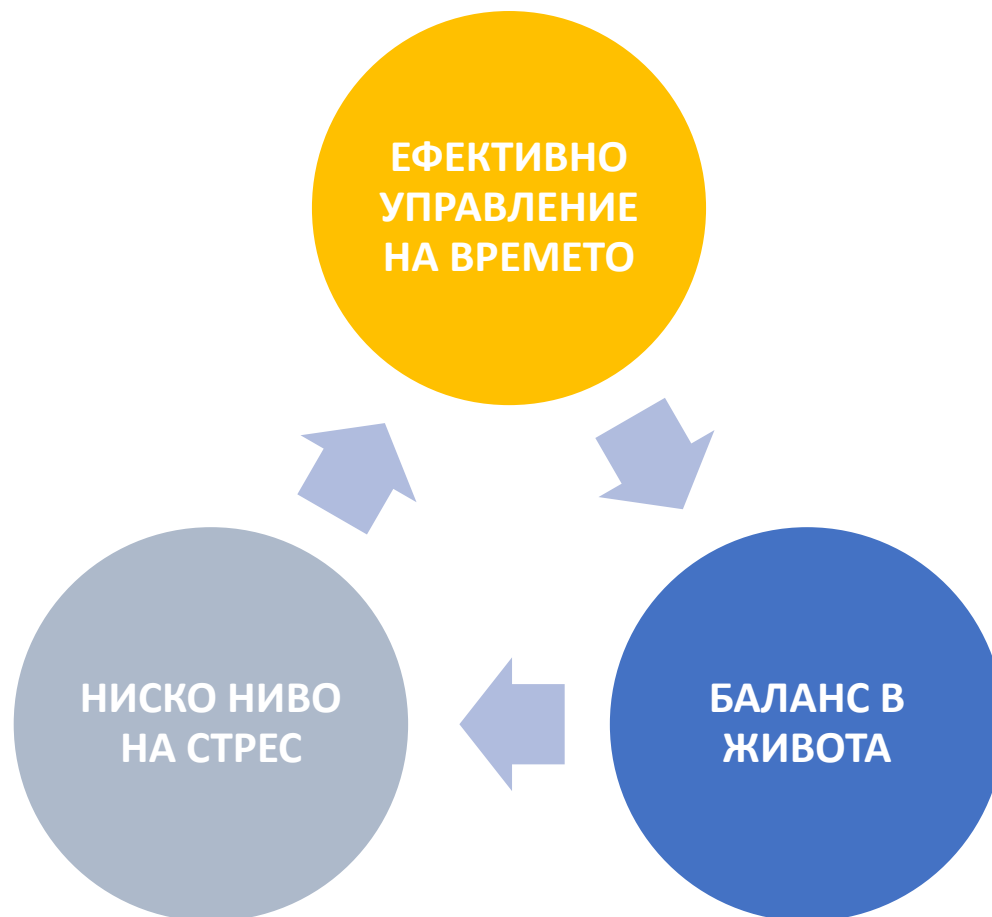 ЕФЕКТИВНО
УПРАВЛЕНИЕ
НА ВРЕМЕТО
НИСКО НИВО
НА СТРЕС
БАЛАНС В
ЖИВОТА